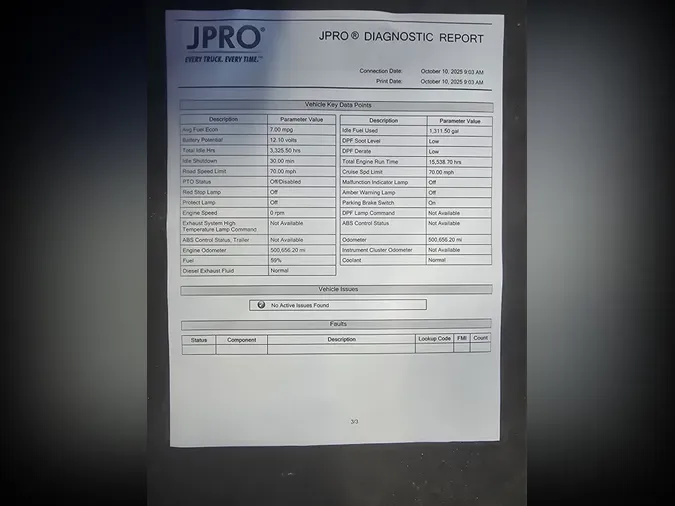 JPRO®
EVERY TRUCK. EVERY TIME.™
JPRO® DIAGNOSTIC REPORT
Connection Date: October 10, 2025 9:03 AM
Print Date: October 10, 2025 9:03 AM
Vehicle Key Data Points
Description Parameter Value Description Parameter Value
Avg Fuel Econ 7.00 mpg Idle Fuel Used 1,311.50 gal
Battery Potential 12.10 volts DPF Soot Level Low
Total Idle Hrs 3,325.50 hrs DPF Derate Low
Idle Shutdown 30.00 min Total Engine Run Time 15,538.70 hrs
Road Speed Limit 70.00 mph Cruise Spd Limit 70.00 mph
PTO Status Off/Disabled Malfunction Indicator Lamp Off
Red Stop Lamp Off Amber Warning Lamp Off
Protect Lamp Off Parking Brake Switch On
Engine Speed 0 rpm DPF Lamp Command Not Available
Exhaust System High Temperature Lamp Command Not Available ABS Control Status Not Available
ABS Control Status, Trailer Not Available Odometer 500,656.20 mi
Engine Odometer 500,656.20 mi Instrument Cluster Odometer Not Available
Fuel 59% Coolant Normal
Diesel Exhaust Fluid Normal
Vehicle Issues
No Active Issues Found
Faults
Status Component Description Lookup Code FMI Count
3/3